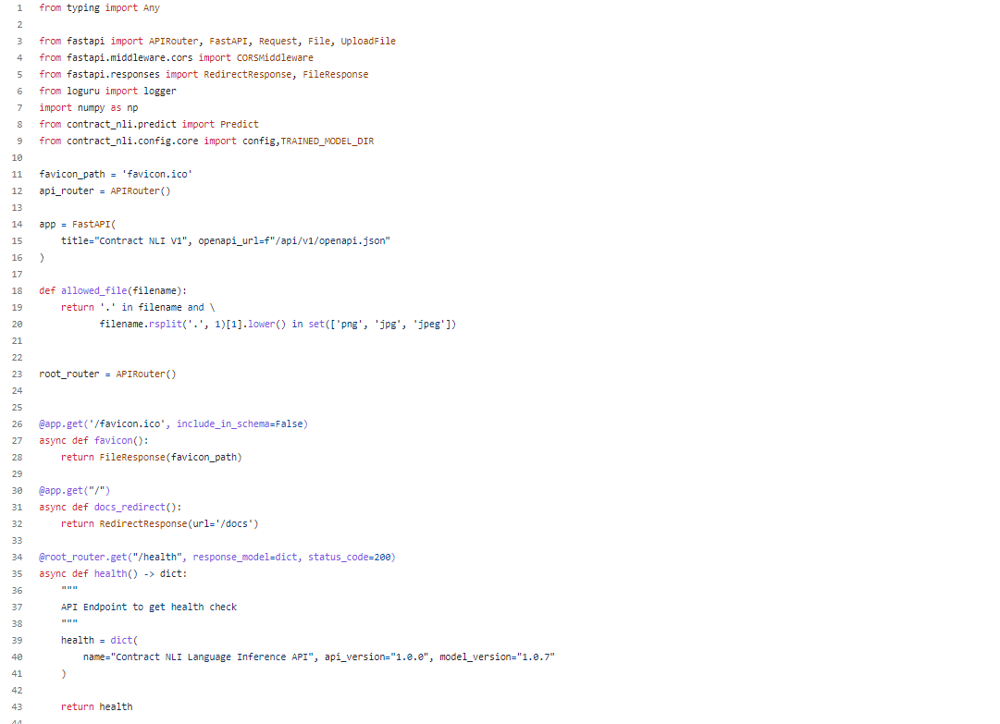 1 from typing import Any
2
3 from fastapi import APIRouter, FastAPI, Request, File, UploadFile
4 from fastapi.middleware.cors import CORSMiddleware
5 from fastapi.responses import RedirectResponse, FileResponse
6 from loguru import logger
7 import numpy as np
8 from contract_nli.predict import Predict
9 from contract_nli.config.core import config,TRAINED_MODEL_DIR
10
11 favicon_path = 'favicon.ico'
12 api_router = APIRouter()
13
14 app = FastAPI(
15     title="Contract NLI V1", openapi_url=f"/api/v1/openapi.json"
16 )
17
18 def allowed_file(filename):
19     return '.' in filename and \
20            filename.rsplit('.', 1)[1].lower() in set(['png', 'jpg', 'jpeg'])
21
22
23 root_router = APIRouter()
24
25
26 @app.get('/favicon.ico', include_in_schema=False)
27 async def favicon():
28     return FileResponse(favicon_path)
29
30 @app.get("/")
31 async def docs_redirect():
32     return RedirectResponse(url='/docs')
33
34 @root_router.get("/health", response_model=dict, status_code=200)
35 async def health() -> dict:
36     """
37     API Endpoint to get health check
38     """
39     health = dict(
40         name="Contract NLI Language Inference API", api_version="1.0.0", model_version="1.0.7"
41     )
42
43     return health
44